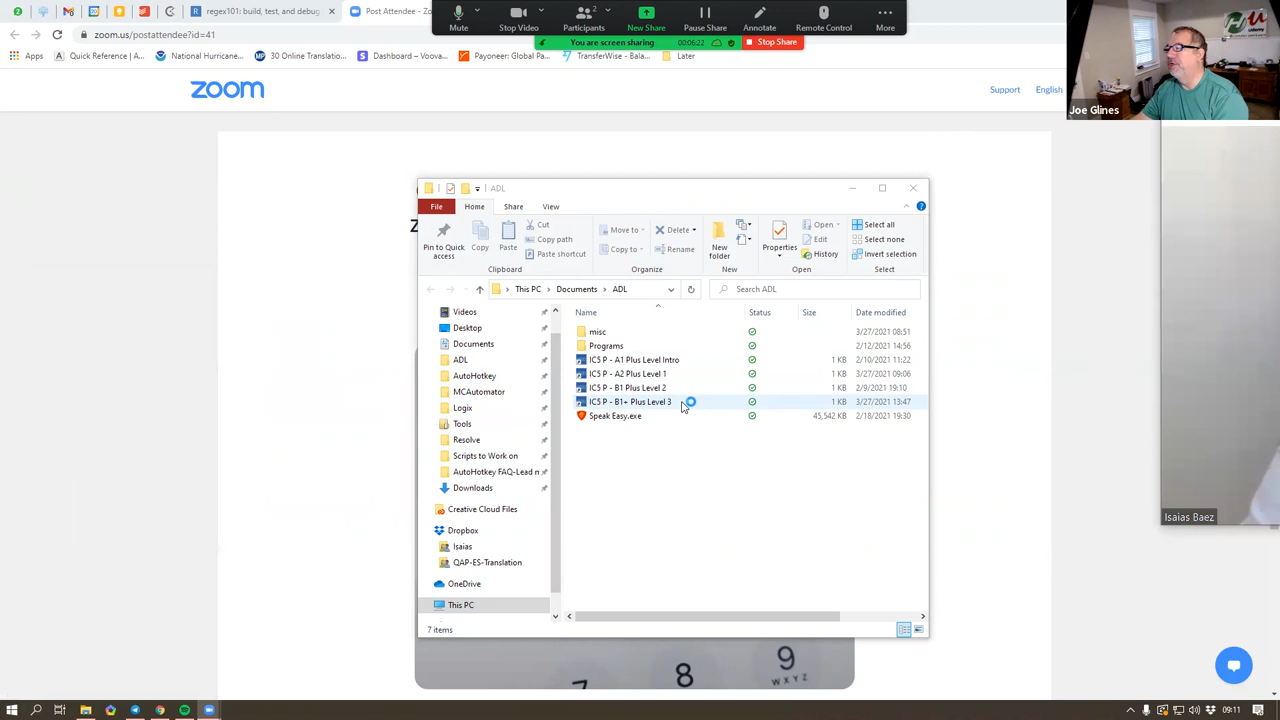 regex101: build, test, and debug
Post Attendee - Zoom
Mute
Stop Video
2
Participants
New Share
Pause Share
Annotate
Remote Control
More
You are screen sharing
00:06:22
Stop Share
zoom.us/postattendee?id=41
Apps
Quick Reference | A...
National Hurricane...
30 Online Translatio...
Dashboard – Voova...
Payoneer: Global Pa...
TransferWise – Bala...
Later
zoom
Support
English
Joe Glines
ADL
File
Home
Share
View
Pin to Quick access
Copy
Paste
Cut
Copy path
Paste shortcut
Clipboard
Move to
Copy to
Delete
Rename
Organize
New folder
New
Properties
Open
Edit
History
Open
Select all
Select none
Invert selection
Select
This PC
Documents
ADL
Search ADL
Videos
Desktop
Documents
ADL
AutoHotkey
MCAutomator
Logix
Tools
Resolve
Scripts to Work on
AutoHotkey FAQ-Lead m
Downloads
Creative Cloud Files
Dropbox
Isaias
QAP-ES-Translation
OneDrive
This PC
Name Status Size Date modified
misc 3/27/2021 08:51
Programs 2/12/2021 14:56
IC5 P - A1 Plus Level Intro 1 KB 2/10/2021 11:22
IC5 P - A2 Plus Level 1 1 KB 3/27/2021 09:06
IC5 P - B1 Plus Level 2 1 KB 2/9/2021 19:10
IC5 P - B1+ Plus Level 3 1 KB 3/27/2021 13:47
Speak Easy.exe 45,542 KB 2/18/2021 19:30
7 items
Isaias Baez
7
8
9
WXYZ
09:11